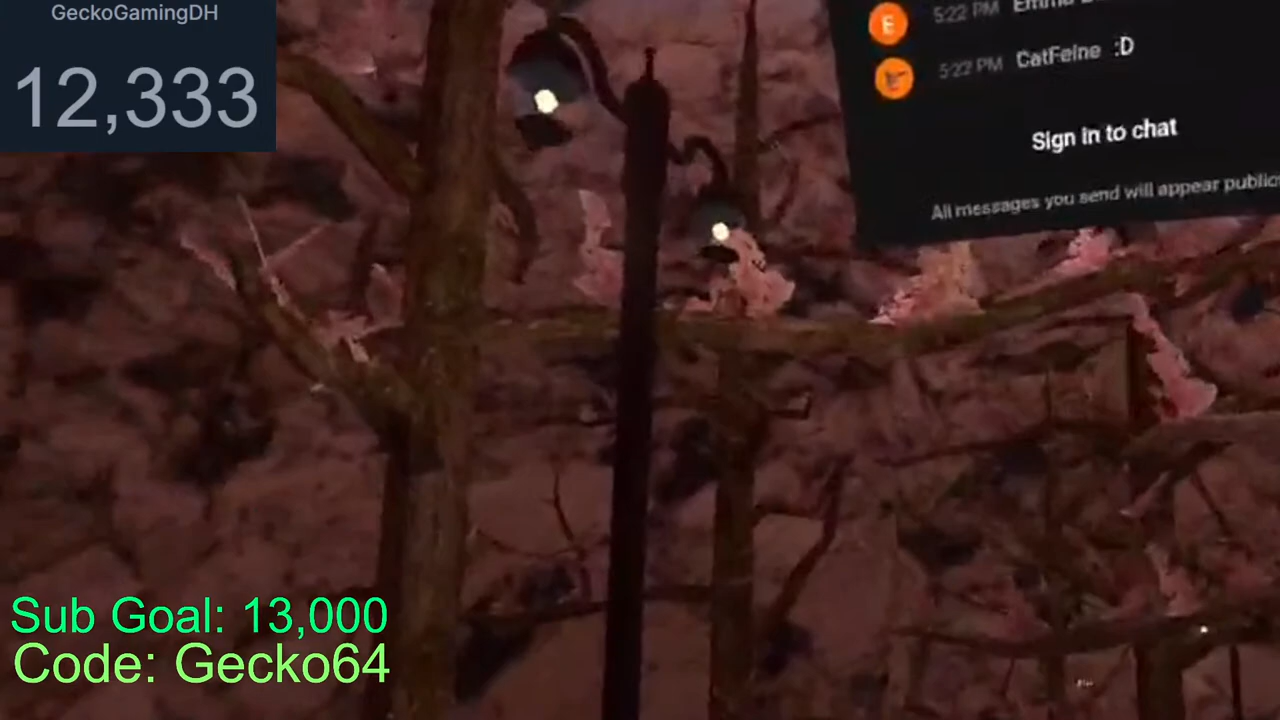 GeckoGamingDH
12,333
5:22 PM Emma
5:22 PM CatFeine :D
Sign in to chat
All messages you send will appear
Sub Goal: 13,000
Code: Gecko64